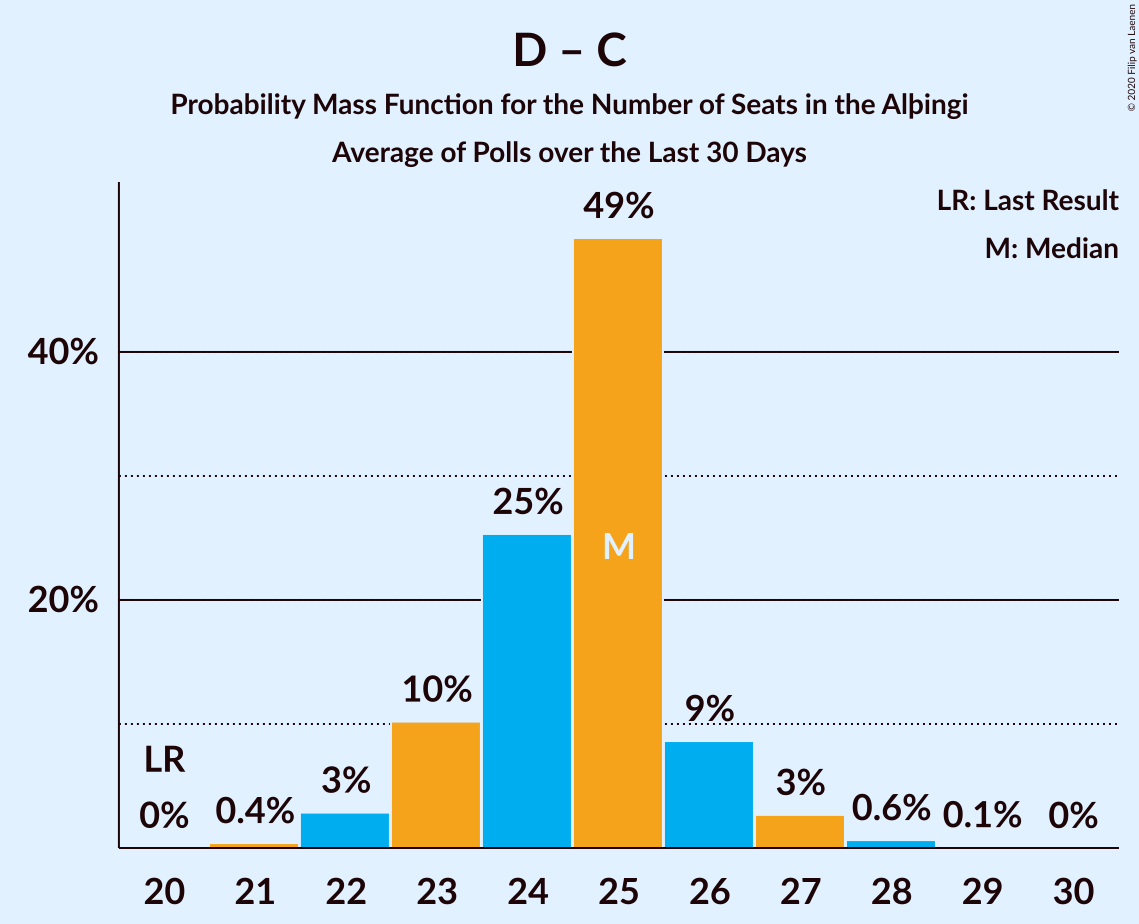 D – C
Probability Mass Function for the Number of Seats in the Alþingi
Average of Polls over the Last 30 Days
© 2020 Filip van Laenen
LR: Last Result
M: Median
49%
40%
25%
M
20%
10%
9%
LR
0%
0.4%
3%
3%
0.6%
0.1%
0%
20 21 22 23 24 25 26 27 28 29 30